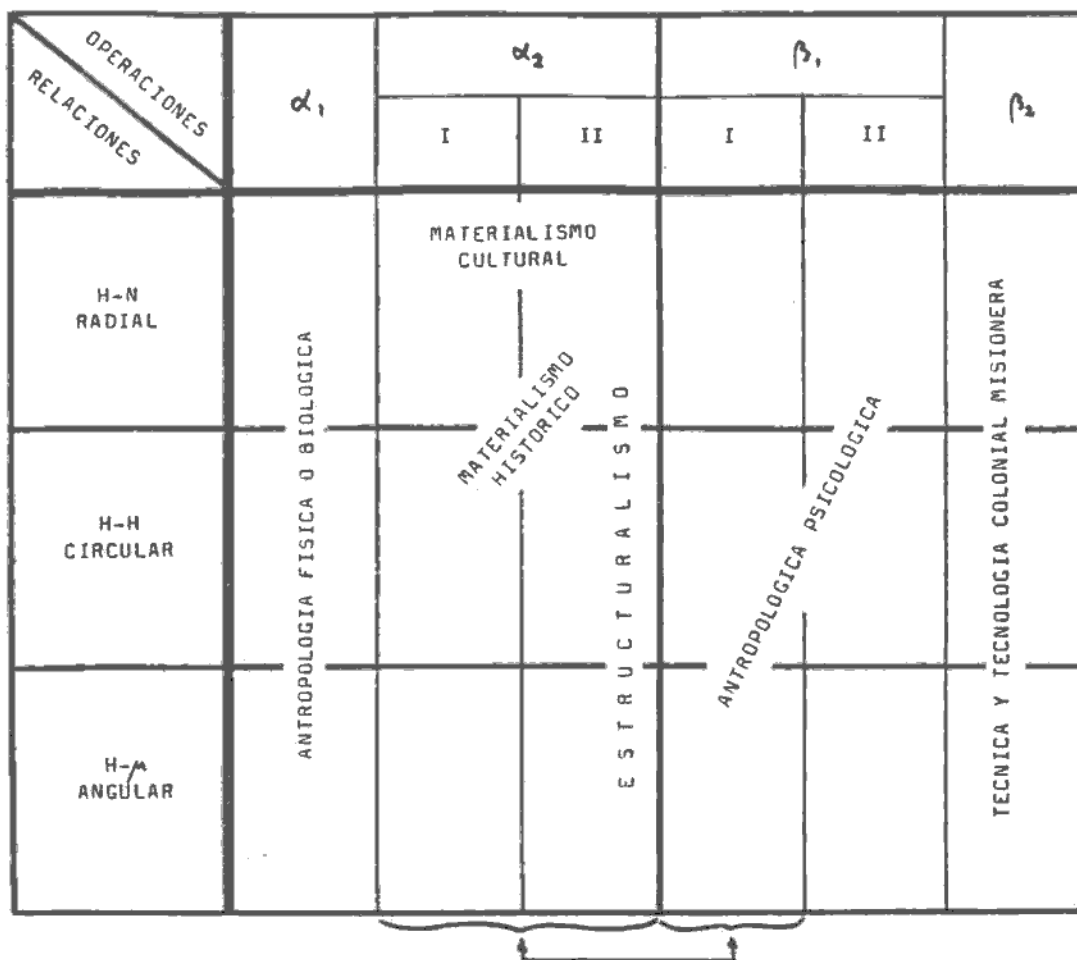 OPERACIONES
RELACIONES
α₁
α₂
β₁
β₂
I
II
I
II
H-N
RADIAL
H-H
CIRCULAR
H-μ
ANGULAR
ANTROPOLOGIA FISICA O BIOLOGICA
MATERIALISMO
CULTURAL
MATERIALISMO
HISTORICO
ESTRUCTURALISMO
ANTROPOLOGICA PSICOLOGICA
TECNICA Y TECNOLOGIA COLONIAL MISIONERA